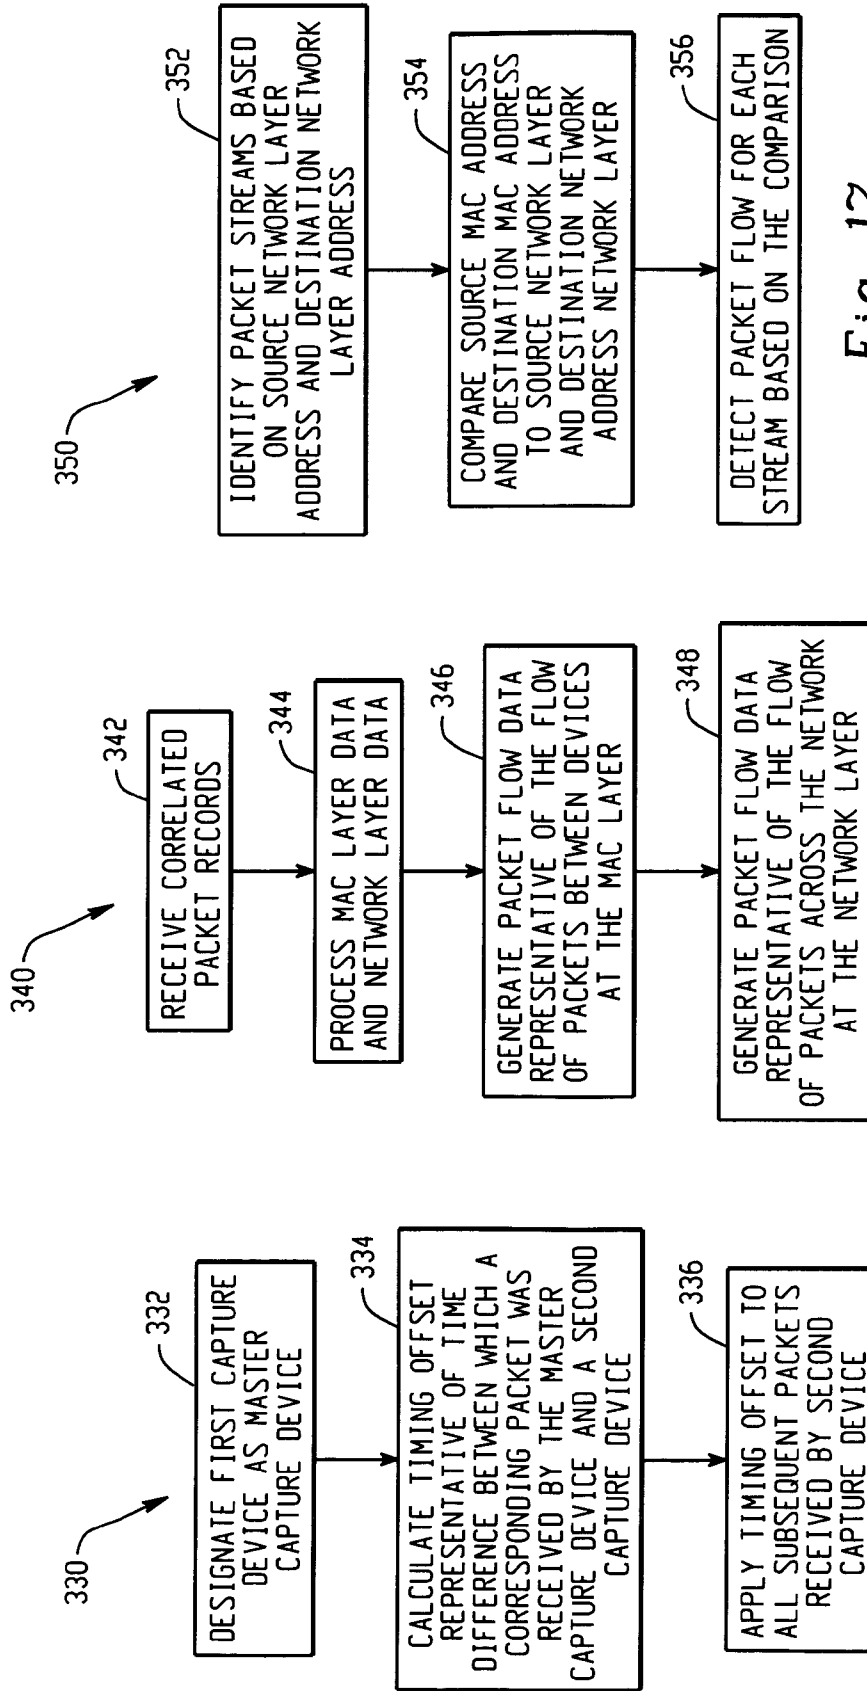 330
332
DESIGNATE FIRST CAPTURE
DEVICE AS MASTER
CAPTURE DEVICE
334
CALCULATE TIMING OFFSET
REPRESENTATIVE OF TIME
DIFFERENCE BETWEEN WHICH A
CORRESPONDING PACKET WAS
RECEIVED BY THE MASTER
CAPTURE DEVICE AND A SECOND
CAPTURE DEVICE
336
APPLY TIMING OFFSET TO
ALL SUBSEQUENT PACKETS
RECEIVED BY SECOND
CAPTURE DEVICE
340
342
RECEIVE CORRELATED
PACKET RECORDS
344
PROCESS MAC LAYER DATA
AND NETWORK LAYER DATA
346
GENERATE PACKET FLOW DATA
REPRESENTATIVE OF THE FLOW
OF PACKETS BETWEEN DEVICES
AT THE MAC LAYER
348
GENERATE PACKET FLOW DATA
REPRESENTATIVE OF THE FLOW
OF PACKETS ACROSS THE NETWORK
AT THE NETWORK LAYER
350
352
IDENTIFY PACKET STREAMS BASED
ON SOURCE NETWORK LAYER
ADDRESS AND DESTINATION NETWORK
LAYER ADDRESS
354
COMPARE SOURCE MAC ADDRESS
AND DESTINATION MAC ADDRESS
TO SOURCE NETWORK LAYER
AND DESTINATION NETWORK
ADDRESS NETWORK LAYER
356
DETECT PACKET FLOW FOR EACH
STREAM BASED ON THE COMPARISON
Fig. 17